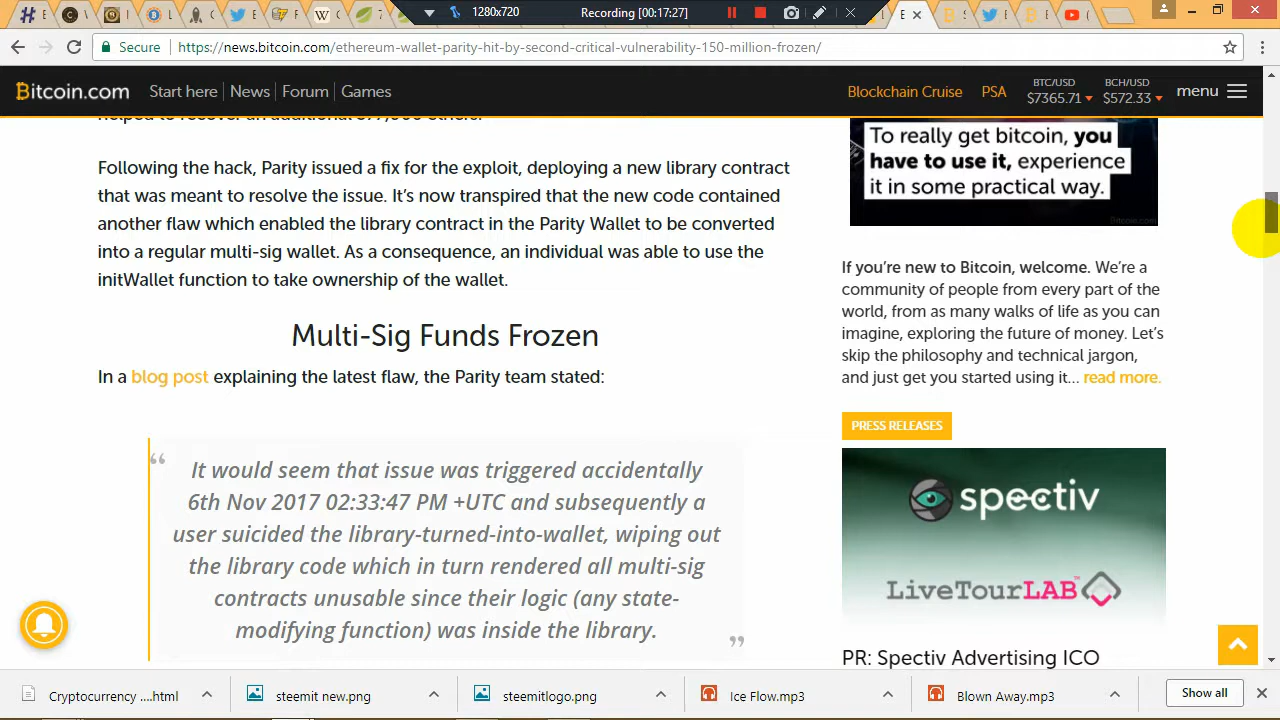 1280x720
Recording [00:17:27]
Secure
https://news.bitcoin.com/ethereum-wallet-parity-hit-by-second-critical-vulnerability-150-million-frozen/
Bitcoin.com
Start here
News
Forum
Games
Blockchain Cruise
PSA
BTC/USD
$7365.71
BCH/USD
$572.33
menu
Following the hack, Parity issued a fix for the exploit, deploying a new library contract
that was meant to resolve the issue. It's now transpired that the new code contained
another flaw which enabled the library contract in the Parity Wallet to be converted
into a regular multi-sig wallet. As a consequence, an individual was able to use the
initWallet function to take ownership of the wallet.
Multi-Sig Funds Frozen
In a blog post explaining the latest flaw, the Parity team stated:
“
It would seem that issue was triggered accidentally
6th Nov 2017 02:33:47 PM +UTC and subsequently a
user suicided the library-turned-into-wallet, wiping out
the library code which in turn rendered all multi-sig
contracts unusable since their logic (any state-
modifying function) was inside the library.
”
To really get bitcoin, you
have to use it, experience
it in some practical way.
Bitcoin.com
If you're new to Bitcoin, welcome. We're a
community of people from every part of the
world, from as many walks of life as you can
imagine, exploring the future of money. Let's
skip the philosophy and technical jargon,
and just get you started using it... read more.
PRESS RELEASES
spectiv
LiveTourLAB™
PR: Spectiv Advertising ICO
Cryptocurrency ....html
steemit new.png
steemitlogo.png
Ice Flow.mp3
Blown Away.mp3
Show all